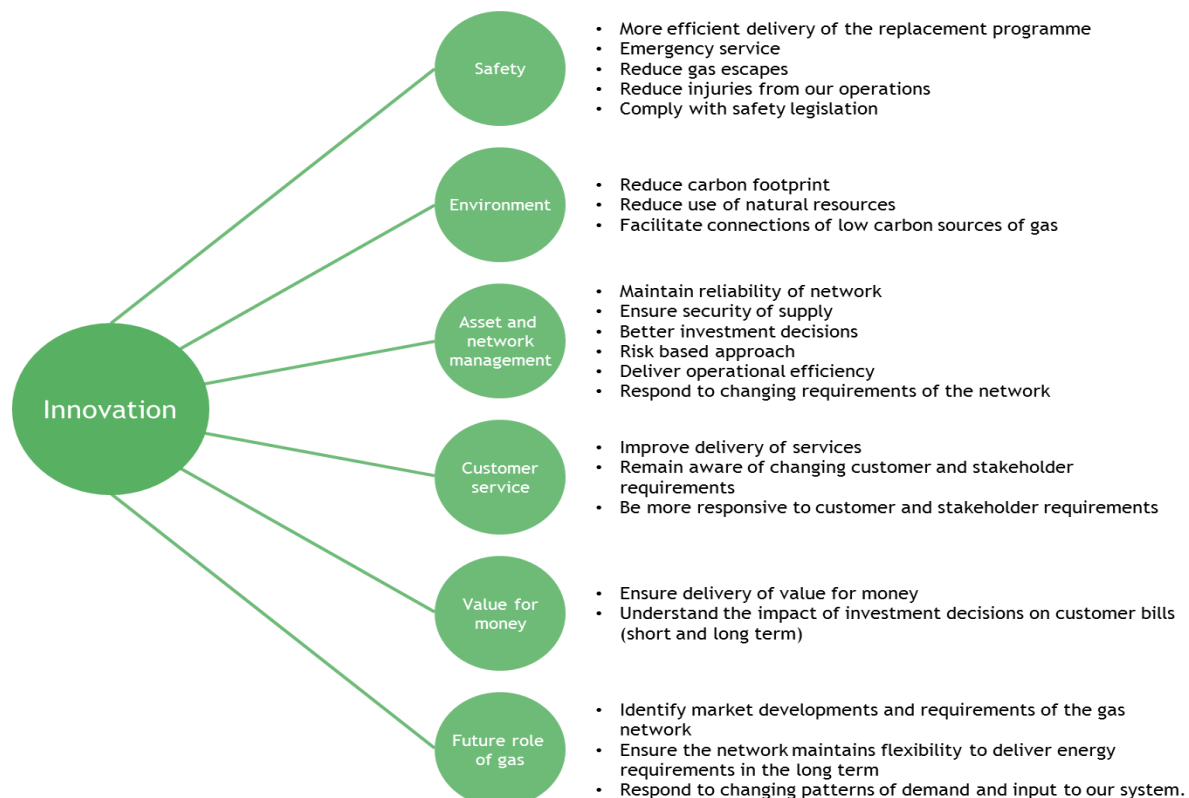 Innovation
Safety
• More efficient delivery of the replacement programme
• Emergency service
• Reduce gas escapes
• Reduce injuries from our operations
• Comply with safety legislation
Environment
• Reduce carbon footprint
• Reduce use of natural resources
• Facilitate connections of low carbon sources of gas
Asset and
network
management
• Maintain reliability of network
• Ensure security of supply
• Better investment decisions
• Risk based approach
• Deliver operational efficiency
• Respond to changing requirements of the network
Customer
service
• Improve delivery of services
• Remain aware of changing customer and stakeholder
requirements
• Be more responsive to customer and stakeholder requirements
Value for
money
• Ensure delivery of value for money
• Understand the impact of investment decisions on customer bills
(short and long term)
Future role
of gas
• Identify market developments and requirements of the gas
network
• Ensure the network maintains flexibility to deliver energy
requirements in the long term
• Respond to changing patterns of demand and input to our system.